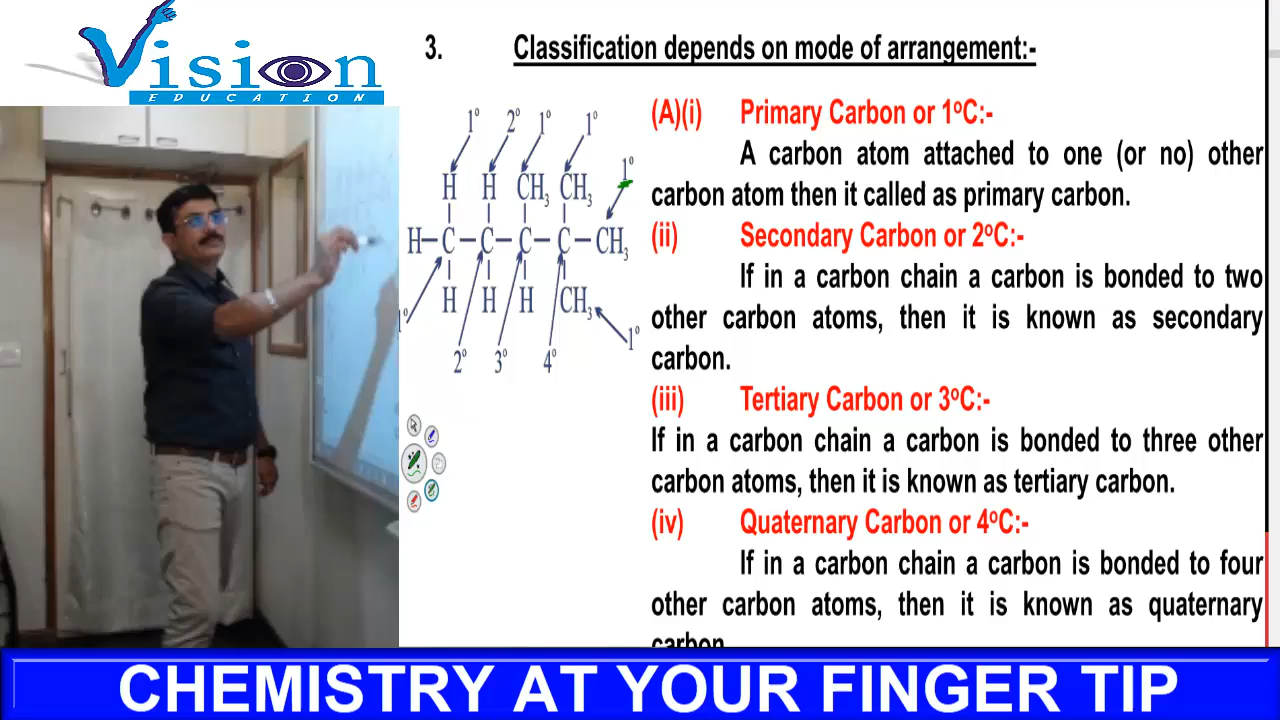 Vision
EDUCATION
3. Classification depends on mode of arrangement:-
1° 2° 1° 1°
1°
H H CH₃ CH₃
H–C–C–C–C–CH₃
H H H CH₃
1° 1°
2° 3° 4°
(A)(i) Primary Carbon or 1°C:-
A carbon atom attached to one (or no) other
carbon atom then it called as primary carbon.
(ii) Secondary Carbon or 2°C:-
If in a carbon chain a carbon is bonded to two
other carbon atoms, then it is known as secondary
carbon.
(iii) Tertiary Carbon or 3°C:-
If in a carbon chain a carbon is bonded to three other
carbon atoms, then it is known as tertiary carbon.
(iv) Quaternary Carbon or 4°C:-
If in a carbon chain a carbon is bonded to four
other carbon atoms, then it is known as quaternary
carbon.
CHEMISTRY AT YOUR FINGER TIP